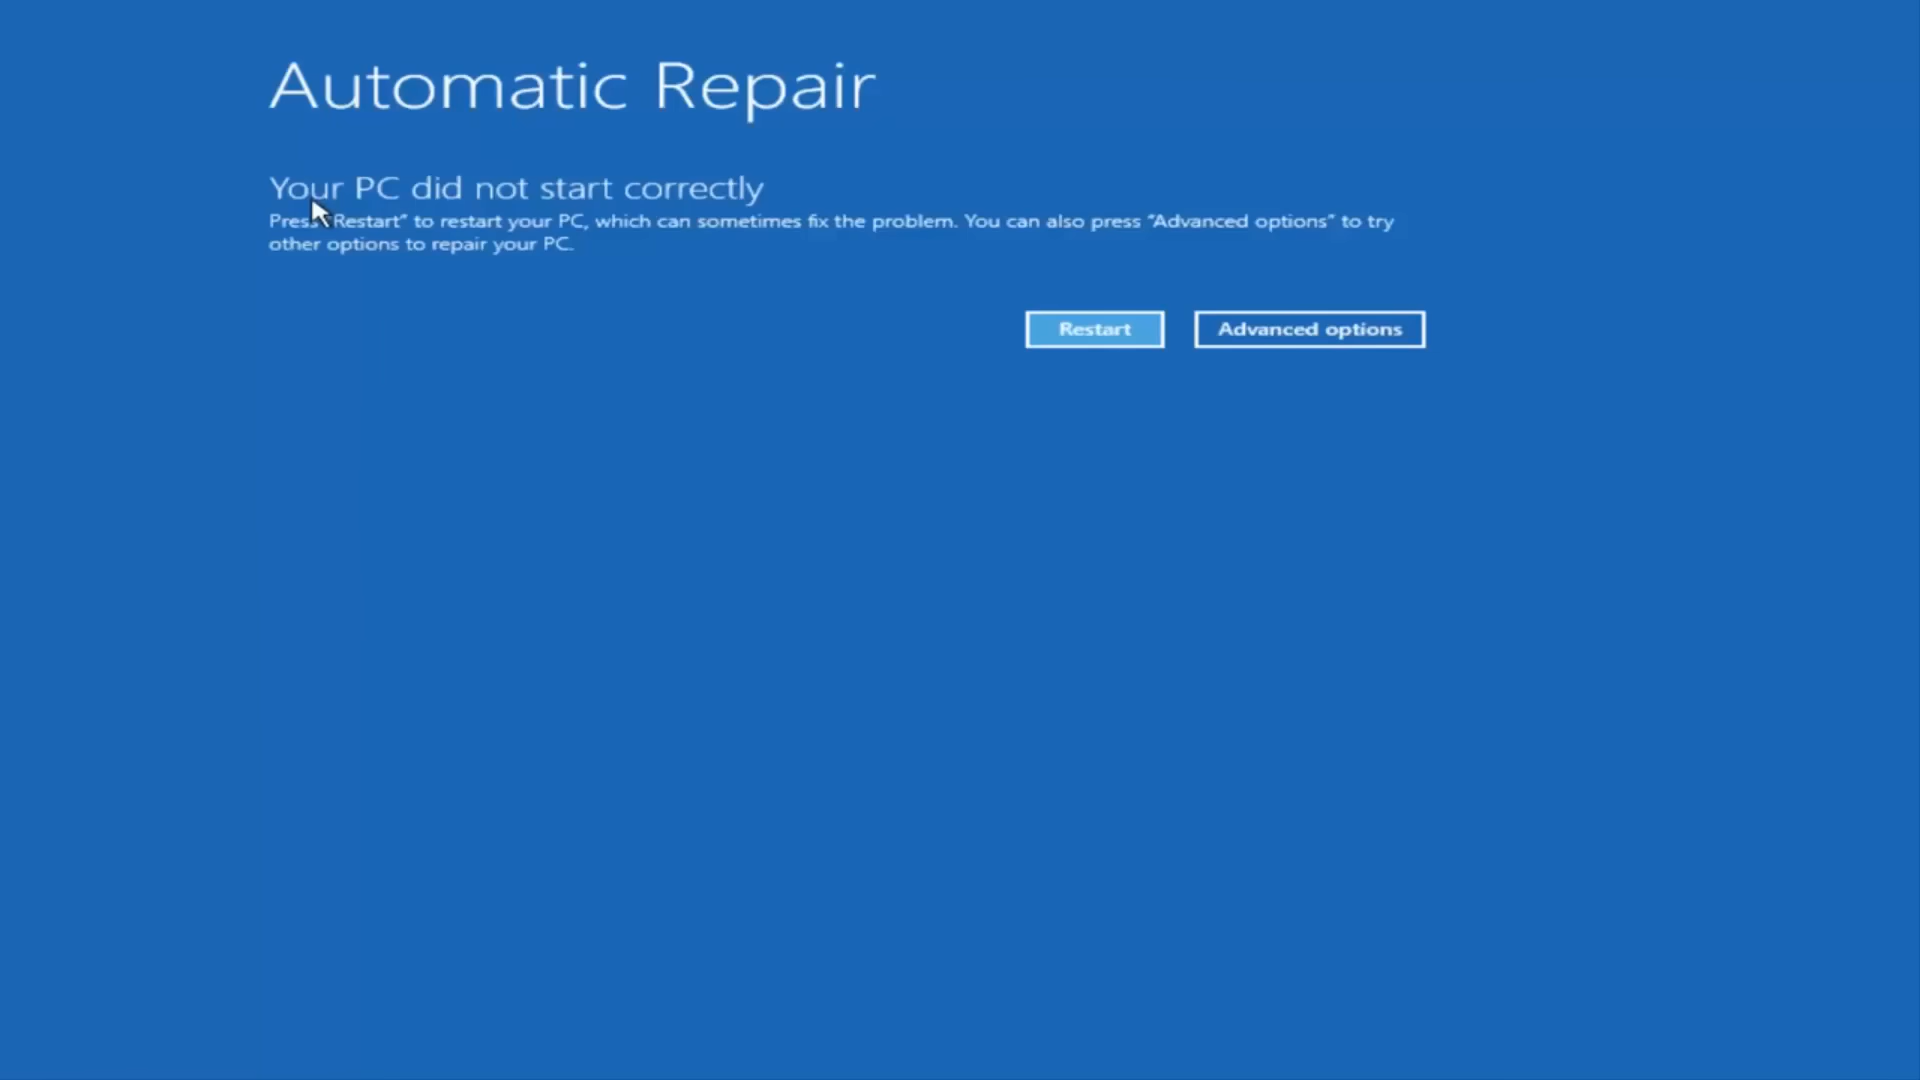 Automatic Repair
Your PC did not start correctly
Press "Restart" to restart your PC, which can sometimes fix the problem. You can also press "Advanced options" to try
other options to repair your PC.
Restart
Advanced options